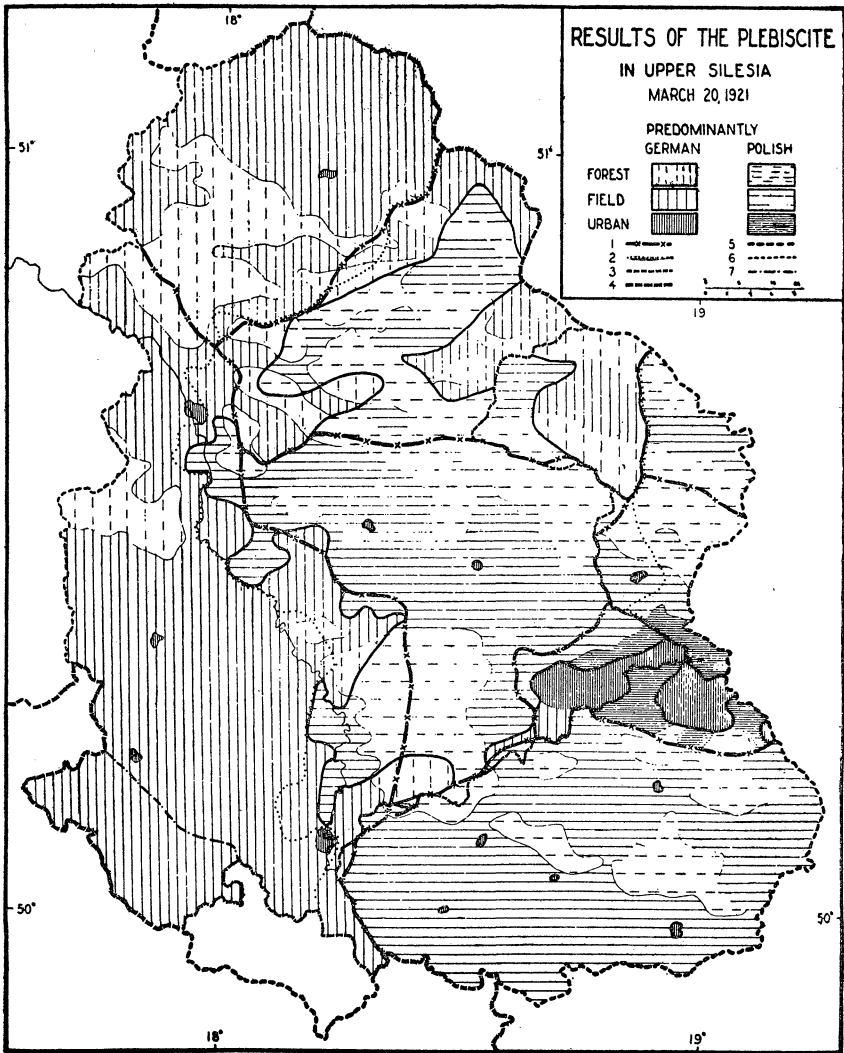 18°
RESULTS OF THE PLEBISCITE
IN UPPER SILESIA
MARCH 20, 1921
PREDOMINANTLY
GERMAN POLISH
FOREST
FIELD
URBAN
1 5
2 6
3 7
4
51° 51°
19
50° 50°
18° 19°